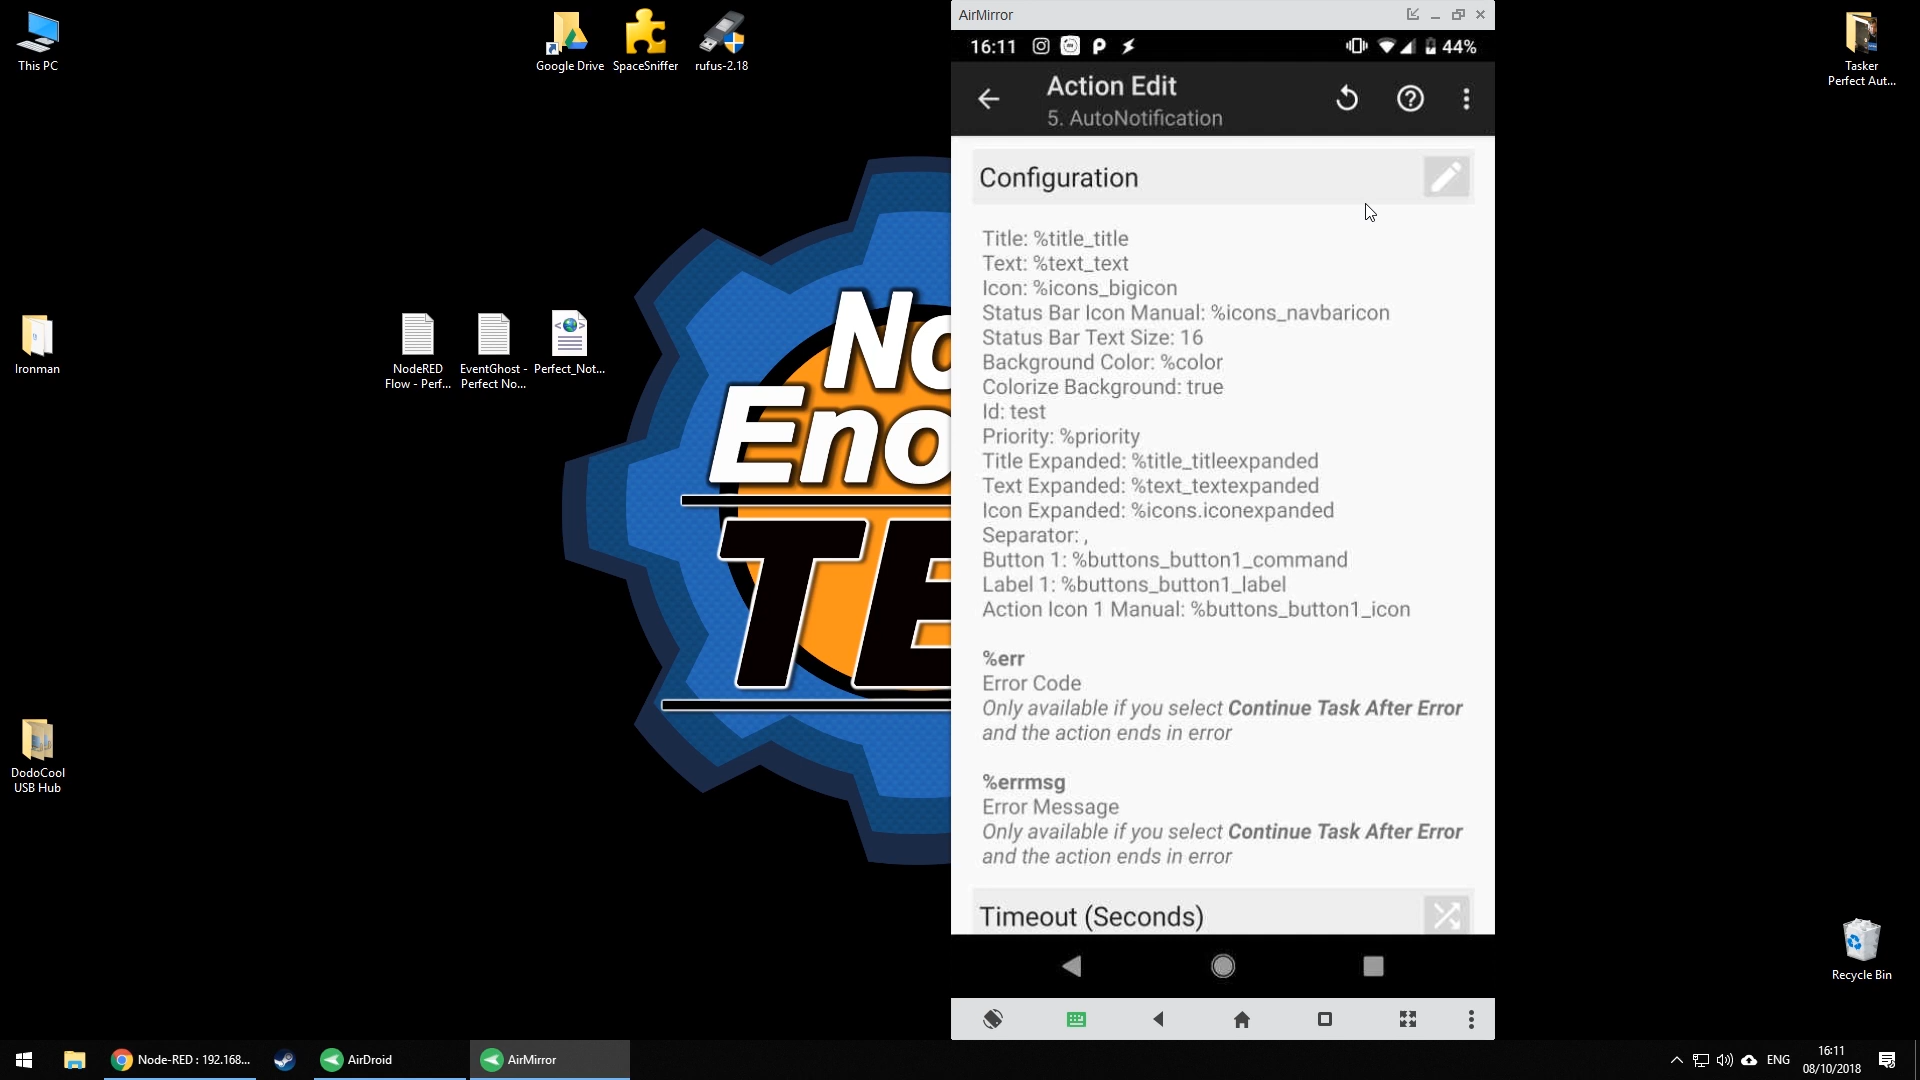 This PC
Google Drive
SpaceSniffer
rufus-2.18
Tasker
Perfect Aut...
Ironman
NodeRED
Flow - Perf...
EventGhost -
Perfect No...
Perfect_Not...
DodoCool
USB Hub
Recycle Bin
No
Eno
TE
AirMirror
16:11
44%
Action Edit
5. AutoNotification
Configuration
Title: %title_title
Text: %text_text
Icon: %icons_bigicon
Status Bar Icon Manual: %icons_navbaricon
Status Bar Text Size: 16
Background Color: %color
Colorize Background: true
Id: test
Priority: %priority
Title Expanded: %title_titleexpanded
Text Expanded: %text_textexpanded
Icon Expanded: %icons.iconexpanded
Separator: ,
Button 1: %buttons_button1_command
Label 1: %buttons_button1_label
Action Icon 1 Manual: %buttons_button1_icon
%err
Error Code
Only available if you select Continue Task After Error
and the action ends in error
%errmsg
Error Message
Only available if you select Continue Task After Error
and the action ends in error
Timeout (Seconds)
Node-RED : 192.168...
AirDroid
AirMirror
ENG
16:11
08/10/2018